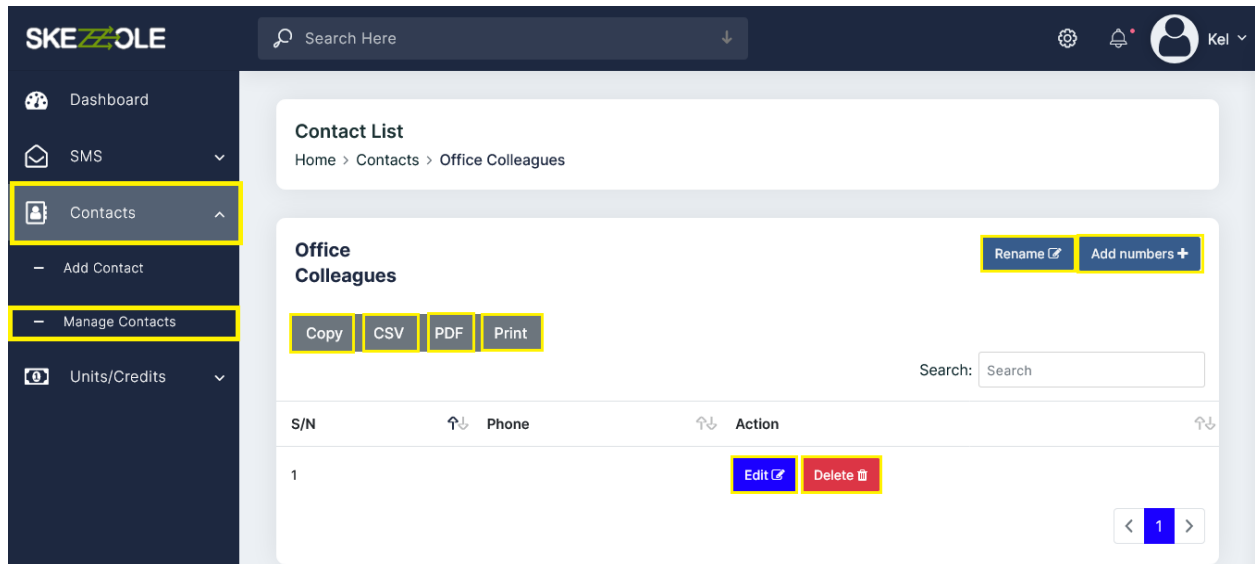 SKEZZOLE
Search Here
Kel
Dashboard
SMS
Contacts
Add Contact
Manage Contacts
Units/Credits
Contact List
Home > Contacts > Office Colleagues
Office
Colleagues
Rename
Add numbers +
Copy CSV PDF Print
Search: Search
S/N Phone Action
1 Edit Delete
< 1 >